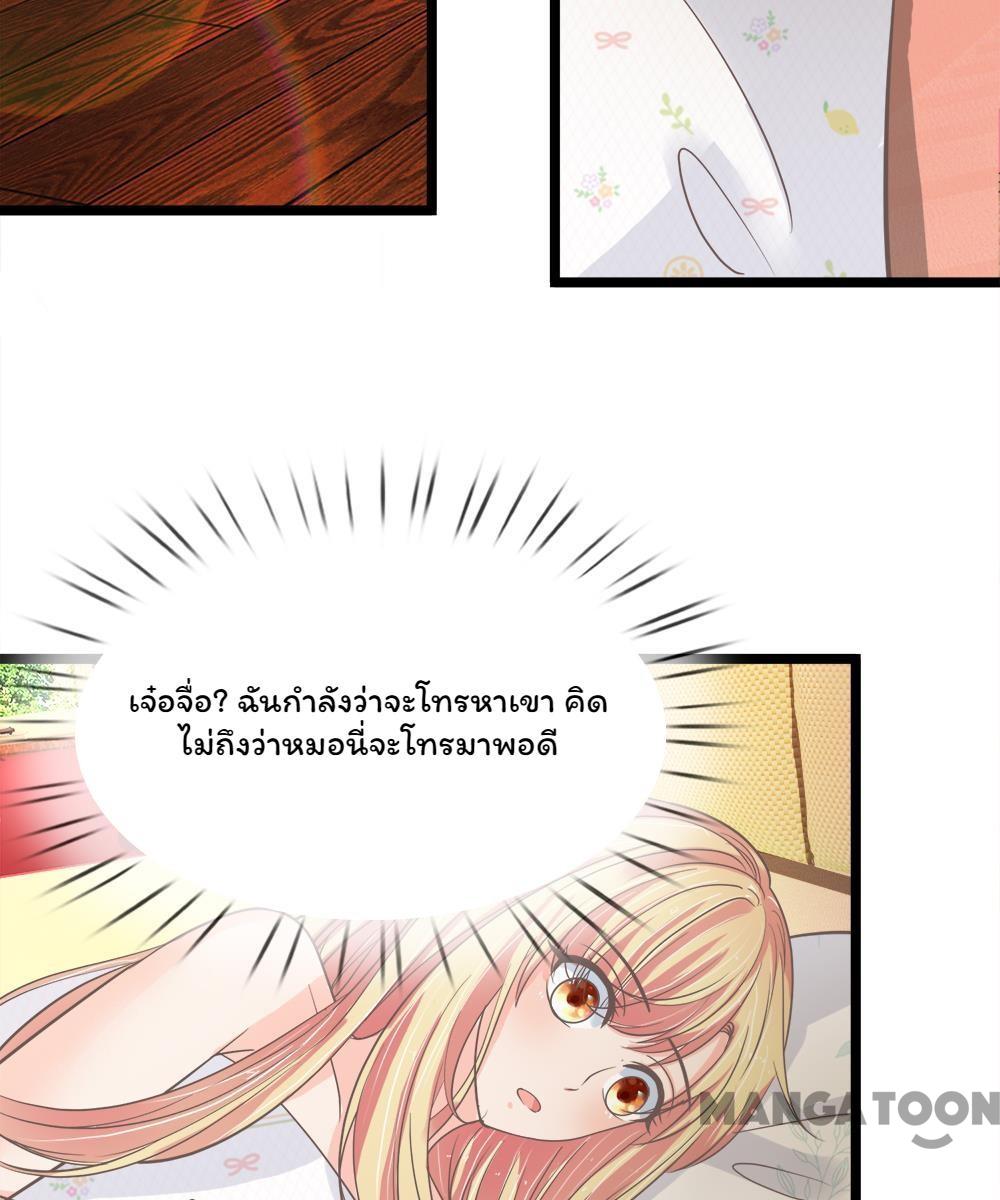 เจ๋อจื่อ? ฉันกำลังว่าจะโทรหาเขา คิด
ไม่ถึงว่าหมอนี่จะโทรมาพอดี
MANGATOON